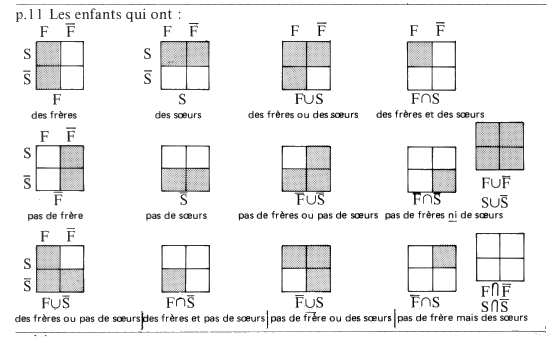 p.11 Les enfants qui ont :
F F̅ F F̅ F F̅ F F̅
S S
S̅ S̅
F S F∪S F∩S
des frères des sœurs des frères ou des sœurs des frères et des sœurs
F F̅
S
S̅
F̅ S̅ F̅∪S̅ F̅∩S̅ F∪F̅
S∪S̅
pas de frère pas de sœurs pas de frères ou pas de sœurs pas de frères ni de sœurs
F F̅
S
S̅
F∪S̅ F∩S̅ F̅∪S F̅∩S F∩F̅
S∩S̅
des frères ou pas de sœurs des frères et pas de sœurs pas de frère ou des sœurs pas de frère mais des sœurs